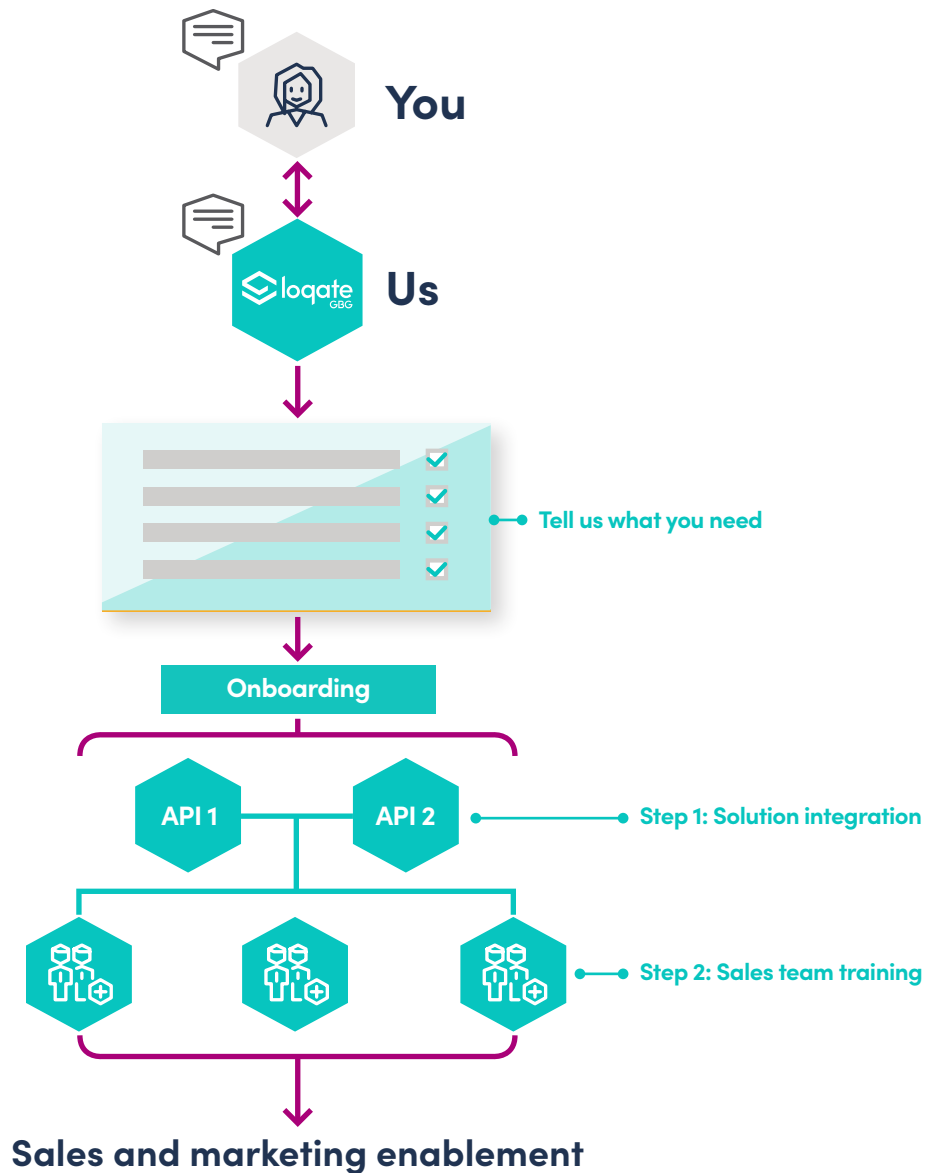 You
loqate
GBG
Us
Tell us what you need
Onboarding
API 1
API 2
Step 1: Solution integration
Step 2: Sales team training
Sales and marketing enablement